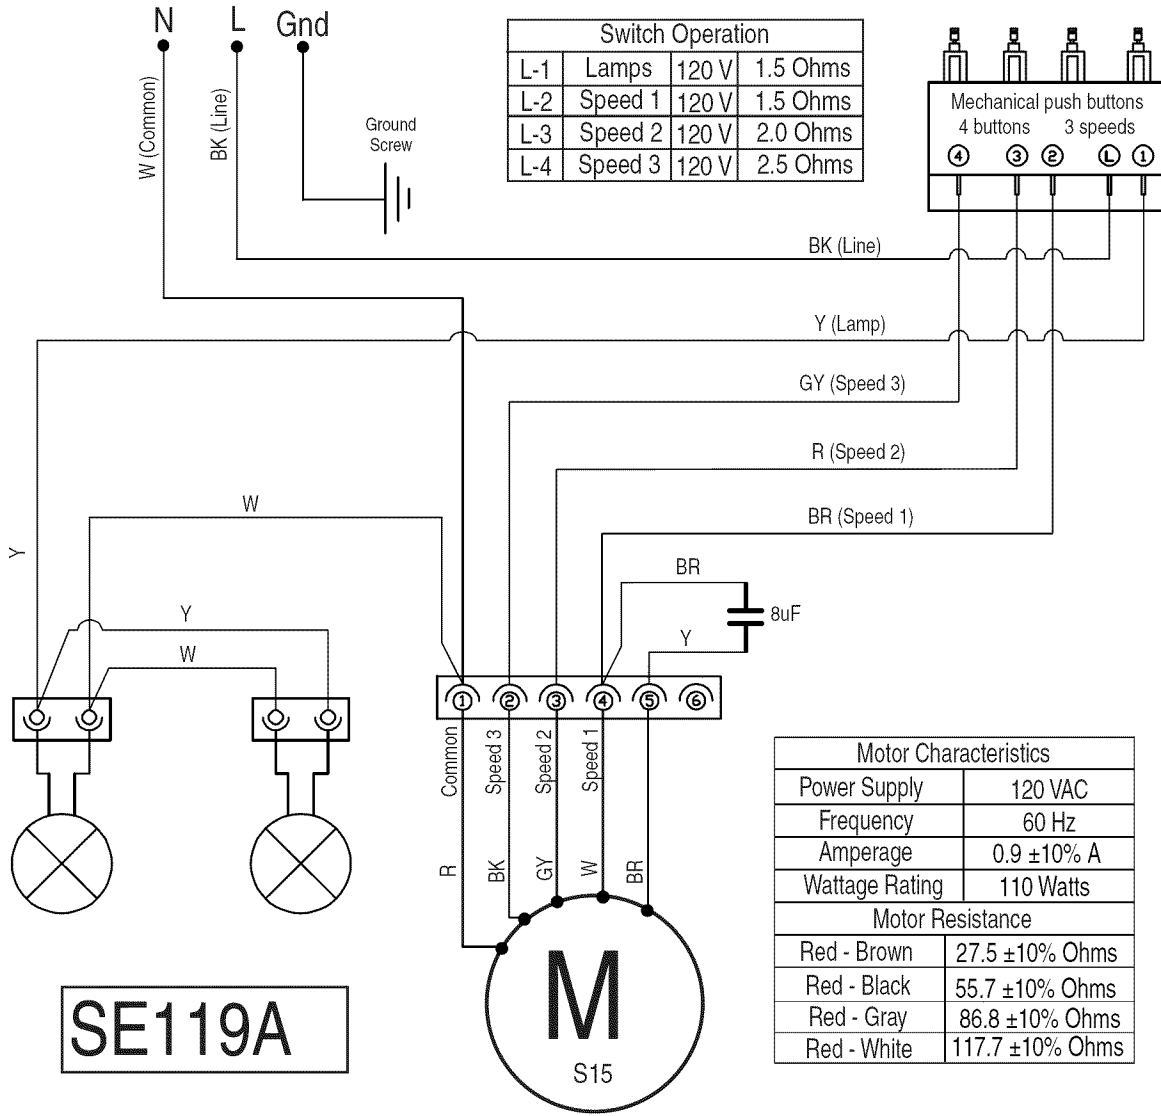 N L Gnd
W (Common)
BK (Line)
Ground
Screw
Switch Operation
L-1 Lamps 120 V 1.5 Ohms
L-2 Speed 1 120 V 1.5 Ohms
L-3 Speed 2 120 V 2.0 Ohms
L-4 Speed 3 120 V 2.5 Ohms
Mechanical push buttons
4 buttons 3 speeds
4 3 2 L 1
BK (Line)
Y (Lamp)
GY (Speed 3)
R (Speed 2)
BR (Speed 1)
W
Y
Y
W
BR
8uF
Y
1 2 3 4 5 6
Common
Speed 3
Speed 2
Speed 1
R
BK
GY
W
BR
M
S15
SE119A
Motor Characteristics
Power Supply 120 VAC
Frequency 60 Hz
Amperage 0.9 ±10% A
Wattage Rating 110 Watts
Motor Resistance
Red - Brown 27.5 ±10% Ohms
Red - Black 55.7 ±10% Ohms
Red - Gray 86.8 ±10% Ohms
Red - White 117.7 ±10% Ohms